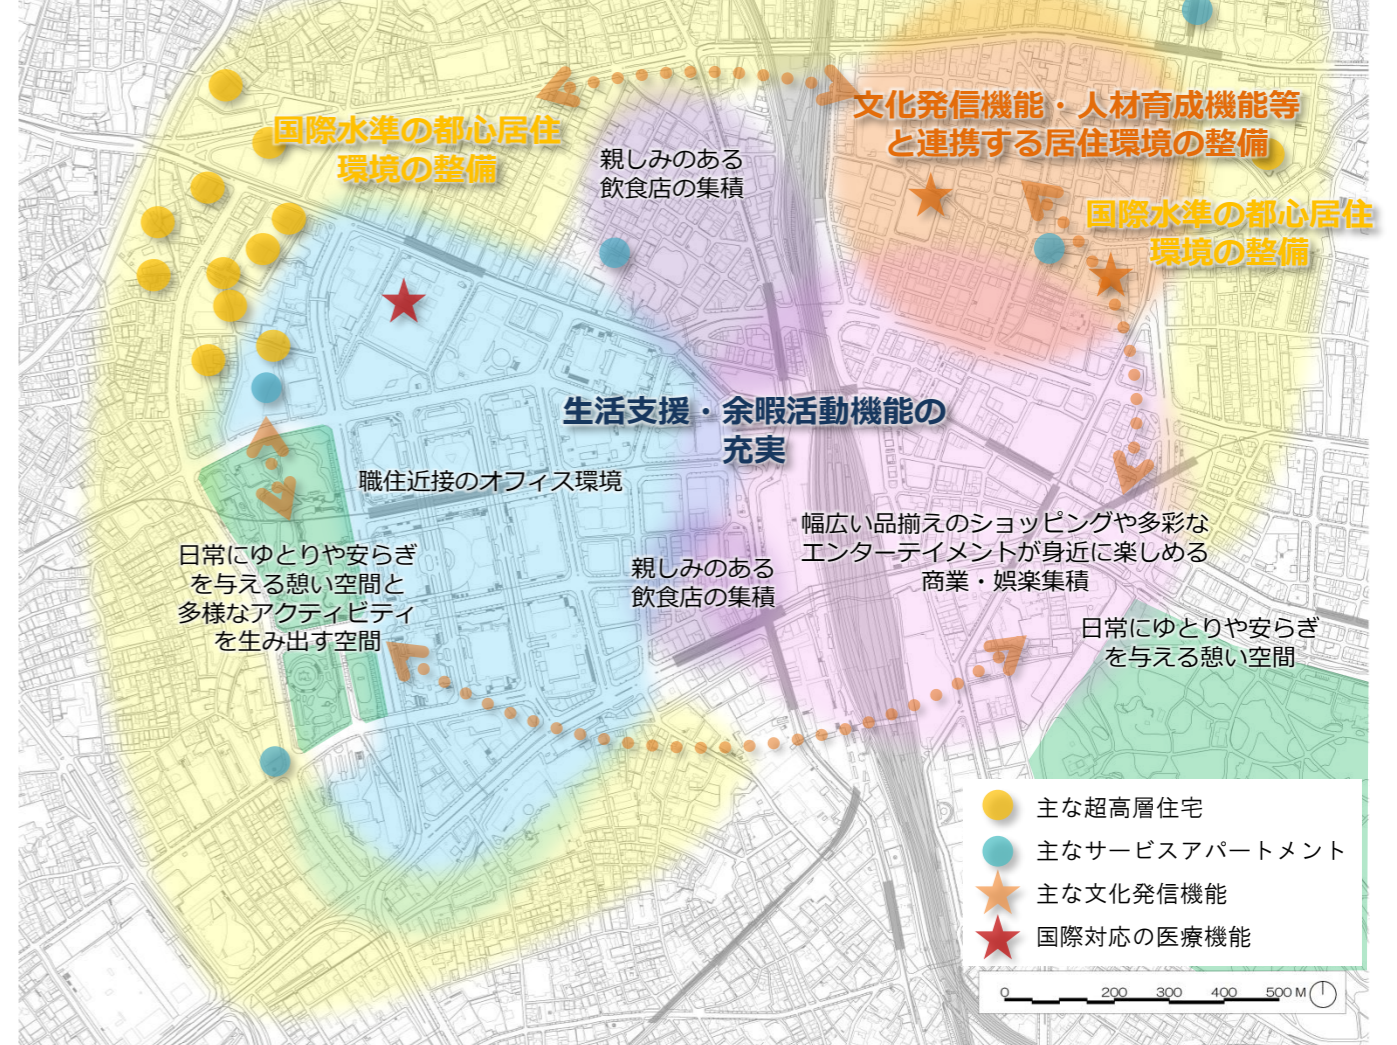 文化発信機能・人材育成機能等
と連携する居住環境の整備
国際水準の都心居住
環境の整備
親しみのある
飲食店の集積
国際水準の都心居住
環境の整備
生活支援・余暇活動機能の
充実
職住近接のオフィス環境
幅広い品揃えのショッピングや多彩な
エンターテイメントが身近に楽しめる
商業・娯楽集積
日常にゆとりや安らぎ
を与える憩い空間と
多様なアクティビティ
を生み出す空間
親しみのある
飲食店の集積
日常にゆとりや安らぎ
を与える憩い空間
主な超高層住宅
主なサービスアパートメント
主な文化発信機能
国際対応の医療機能
0 200 300 400 500 M